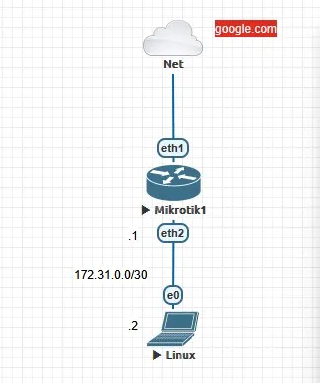 google.com
Net
eth1
Mikrotik1
.1
eth2
172.31.0.0/30
e0
.2
Linux